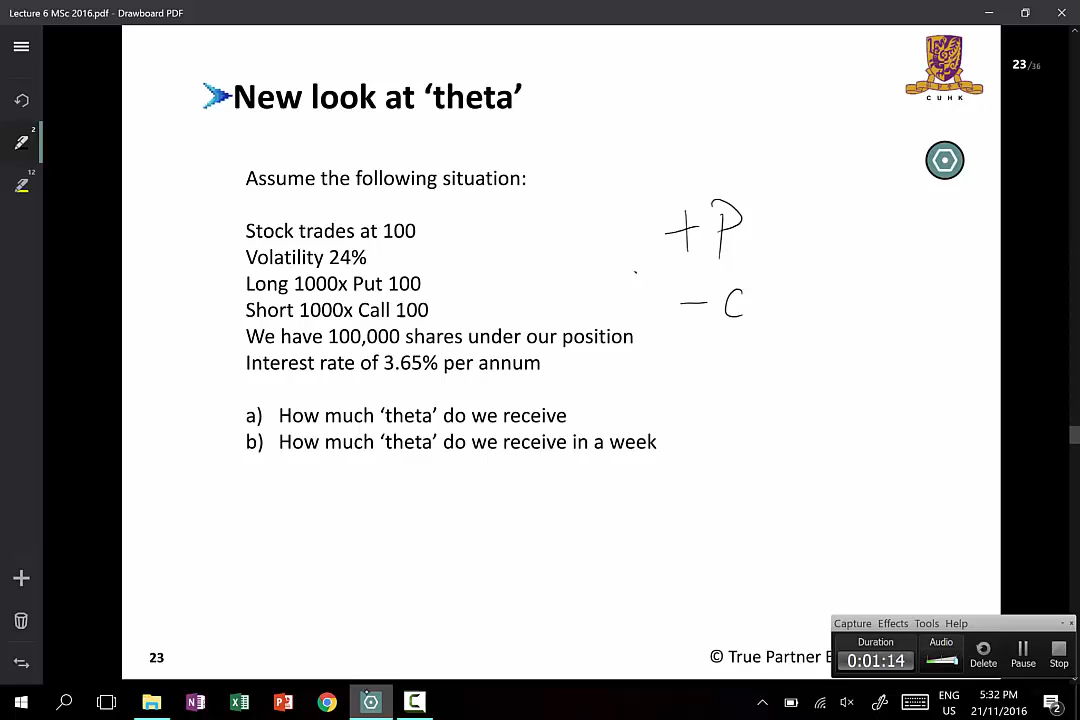 Lecture 6 MSc 2016.pdf - Drawboard PDF
23/36
CUHK
New look at ‘theta’
2
12
Assume the following situation:
Stock trades at 100
Volatility 24%
Long 1000x Put 100
Short 1000x Call 100
We have 100,000 shares under our position
Interest rate of 3.65% per annum
+ P
- C
a) How much ‘theta’ do we receive
b) How much ‘theta’ do we receive in a week
23
© True Partner E
Capture Effects Tools Help
Duration
0:01:14
Audio
Delete
Pause
Stop
ENG
US
5:32 PM
21/11/2016
2